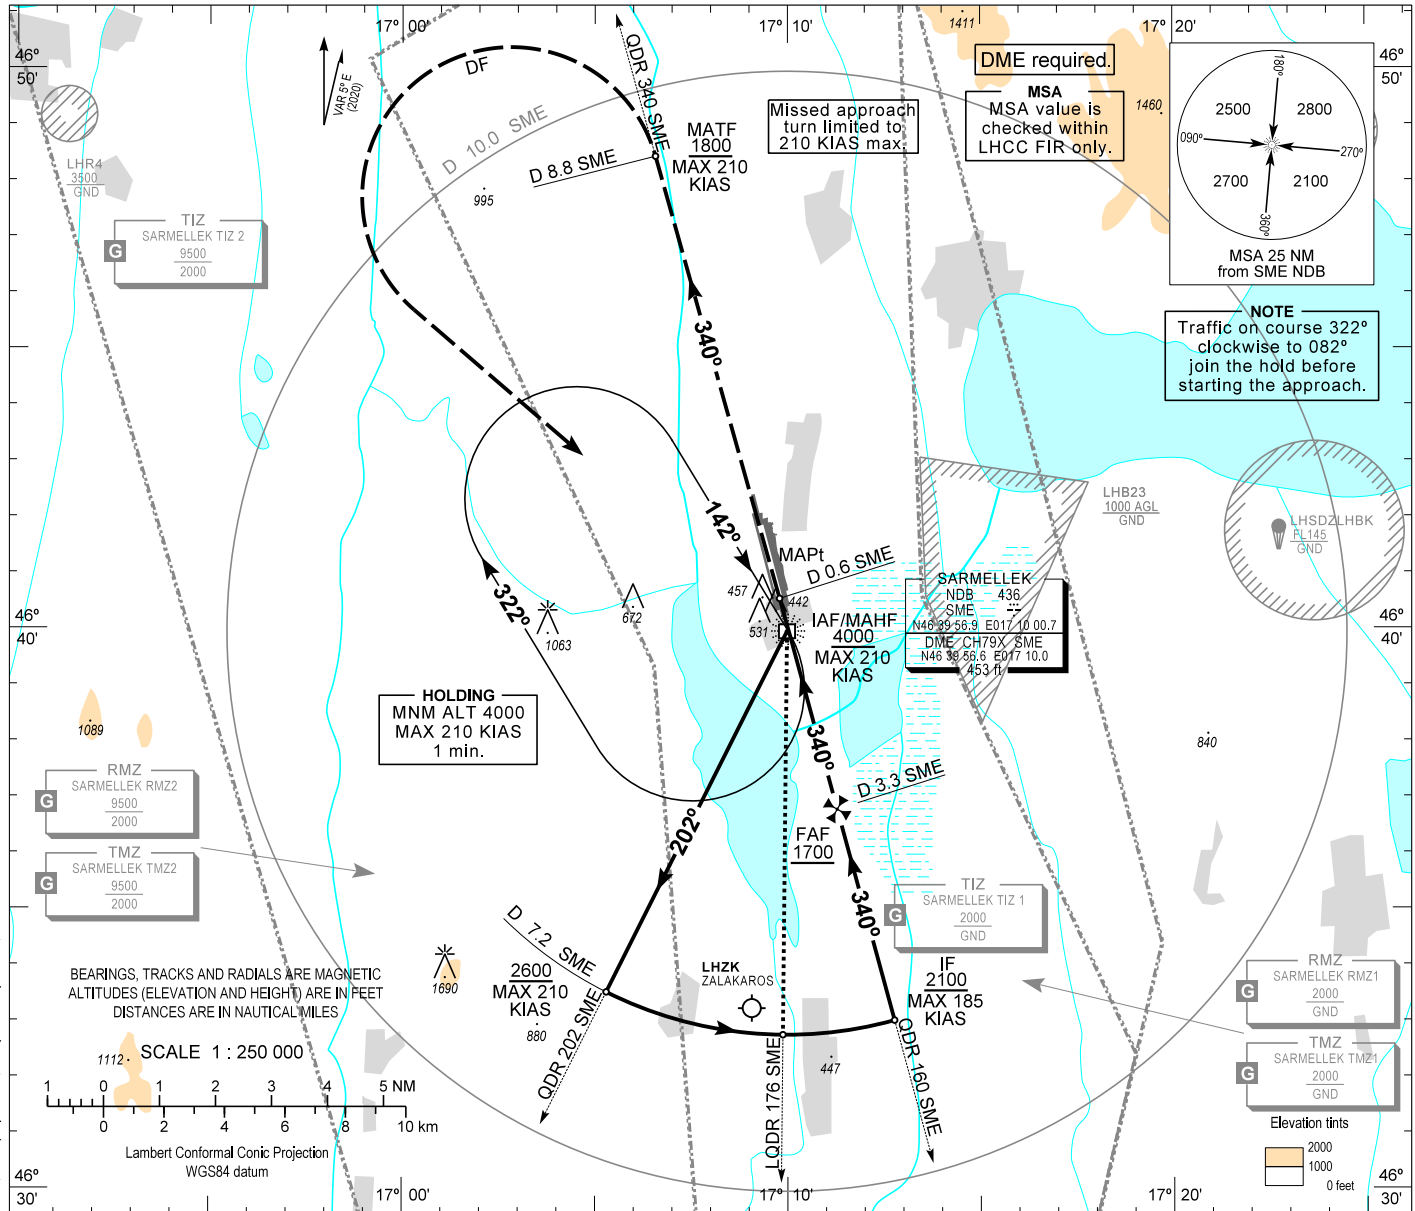 17° 00'
17° 10'
17° 20'
46°
50'
46°
50'
VAR 5° E
(2020)
DF
QDR 340 SME
D 10.0 SME
D 8.8 SME
MATF
1800
MAX 210
KIAS
995
Missed approach
turn limited to
210 KIAS max.
DME required.
MSA
MSA value is
checked within
LHCC FIR only.
1411
1460
180°
090°
270°
360°
2500
2800
2700
2100
MSA 25 NM
from SME NDB
NOTE
Traffic on course 322°
clockwise to 082°
join the hold before
starting the approach.
LHR4
3500
GND
TIZ
SARMELLEK TIZ 2
G
9500
2000
340°
142°
322°
MAPt
D 0.6 SME
457
442
531
672
1063
IAF/MAHF
4000
MAX 210
KIAS
LHB23
1000 AGL
GND
LHSDZLHBK
FL145
GND
SARMELLEK
NDB 436
SME
N46 39 56.9 E017 10 00.7
DME CH79X SME
N46 39 56.6 E017 10.0
453 ft
46°
40'
46°
40'
HOLDING
MNM ALT 4000
MAX 210 KIAS
1 min.
1089
840
340°
D 3.3 SME
202°
FAF
1700
340°
RMZ
SARMELLEK RMZ2
G
9500
2000
TMZ
SARMELLEK TMZ2
G
9500
2000
TIZ
SARMELLEK TIZ 1
G
2000
GND
D 7.2 SME
2600
MAX 210
KIAS
1690
880
LHZK
ZALAKAROS
IF
2100
MAX 185
KIAS
QDR 202 SME
LQDR 176 SME
QDR 160 SME
447
RMZ
SARMELLEK RMZ1
G
2000
GND
TMZ
SARMELLEK TMZ1
G
2000
GND
BEARINGS, TRACKS AND RADIALS ARE MAGNETIC
ALTITUDES (ELEVATION AND HEIGHT) ARE IN FEET
DISTANCES ARE IN NAUTICAL MILES
1112
SCALE 1 : 250 000
1 0 1 2 3 4 5 NM
0 2 4 6 8 10 km
Lambert Conformal Conic Projection
WGS84 datum
Elevation tints
2000
1000
0 feet
46°
30'
46°
30'
17° 00'
17° 10'
17° 20'